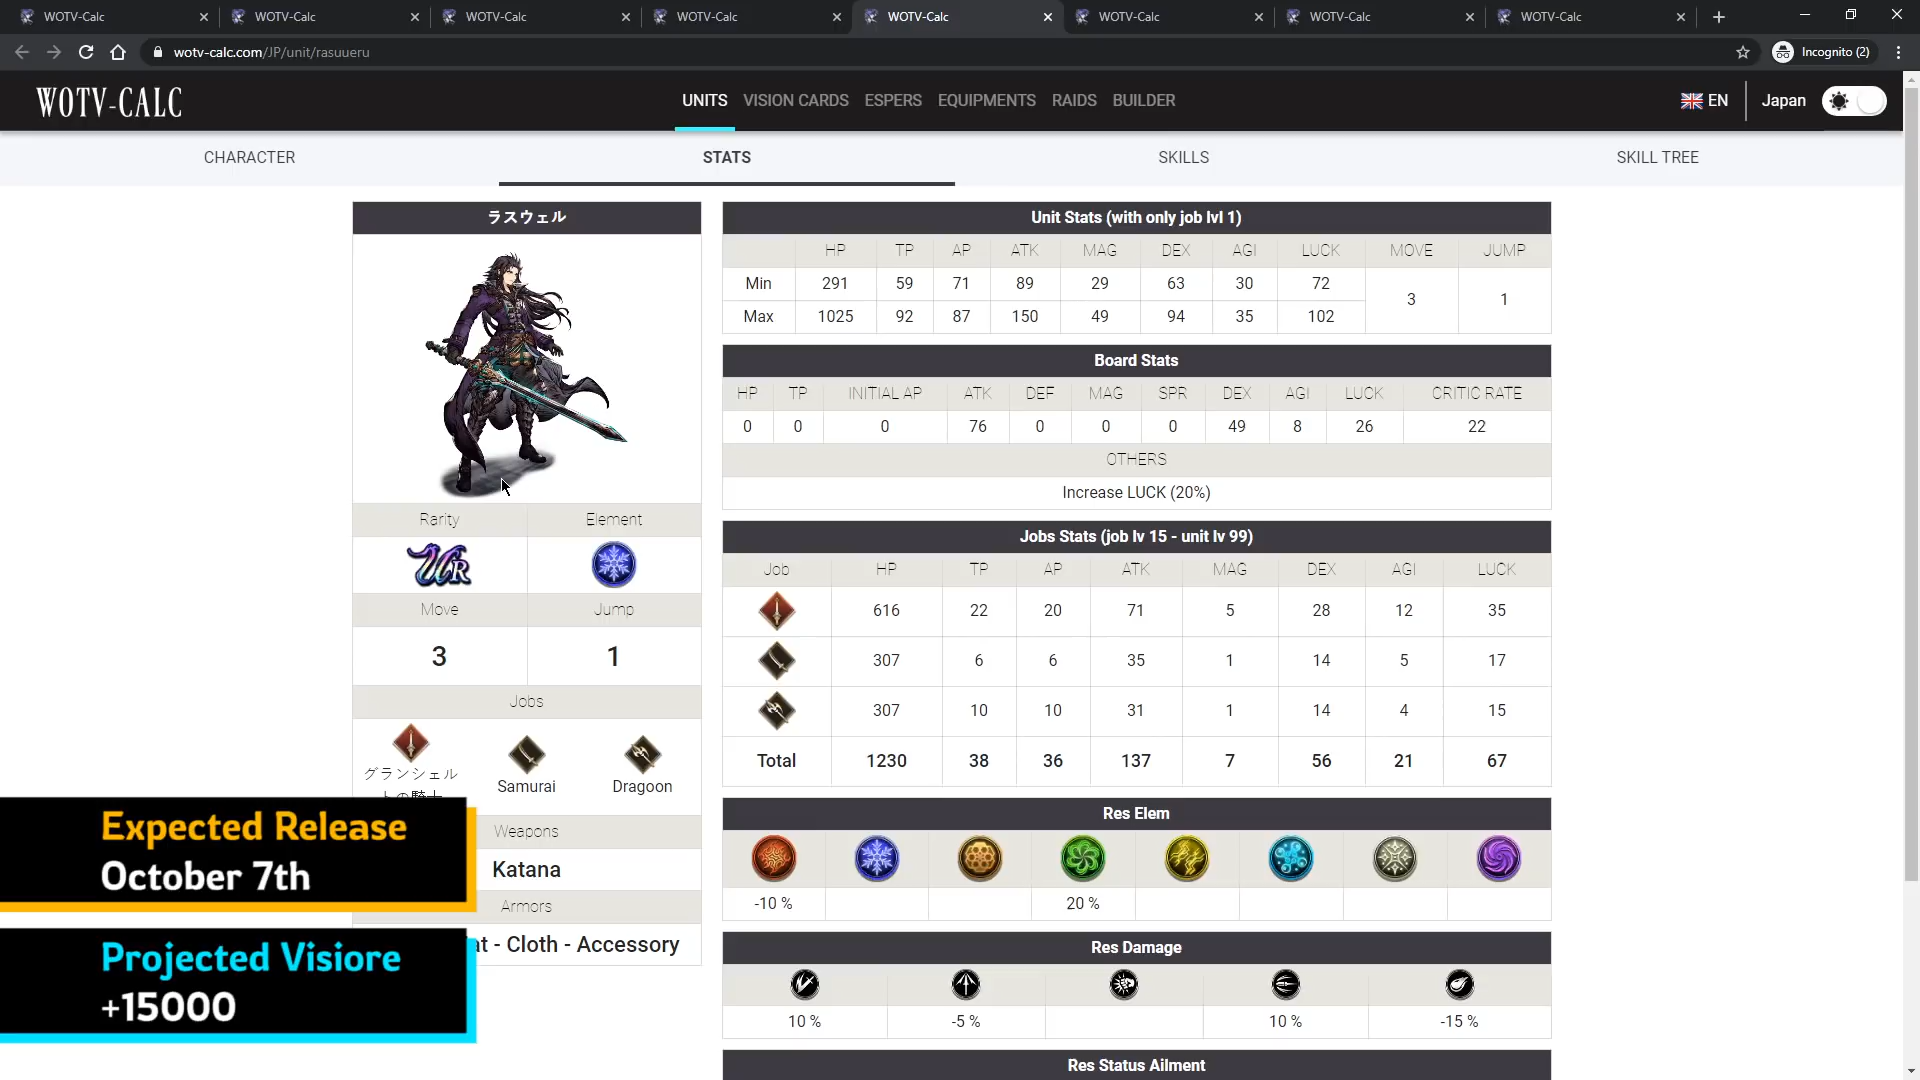 WOTV-Calc WOTV-Calc WOTV-Calc WOTV-Calc WOTV-Calc WOTV-Calc WOTV-Calc WOTV-Calc
wotv-calc.com/JP/unit/rasuueru Incognito (2)
WOTV-CALC UNITS VISION CARDS ESPERS EQUIPMENTS RAIDS BUILDER EN Japan
CHARACTER STATS SKILLS SKILL TREE
ラスウェル
Rarity Element
UR
Move Jump
3 1
Jobs
グランシェル
トの騎士
Samurai Dragoon
Weapons
Katana
Armors
at - Cloth - Accessory
Unit Stats (with only job lvl 1)
HP TP AP ATK MAG DEX AGI LUCK MOVE JUMP
Min 291 59 71 89 29 63 30 72 3 1
Max 1025 92 87 150 49 94 35 102
Board Stats
HP TP INITIAL AP ATK DEF MAG SPR DEX AGI LUCK CRITIC RATE
0 0 0 76 0 0 0 49 8 26 22
OTHERS
Increase LUCK (20%)
Jobs Stats (job lv 15 - unit lv 99)
Job HP TP AP ATK MAG DEX AGI LUCK
616 22 20 71 5 28 12 35
307 6 6 35 1 14 5 17
307 10 10 31 1 14 4 15
Total 1230 38 36 137 7 56 21 67
Res Elem
-10 % 20 %
Res Damage
10 % -5 % 10 % -15 %
Res Status Ailment
Expected Release
October 7th
Projected Visiore
+15000